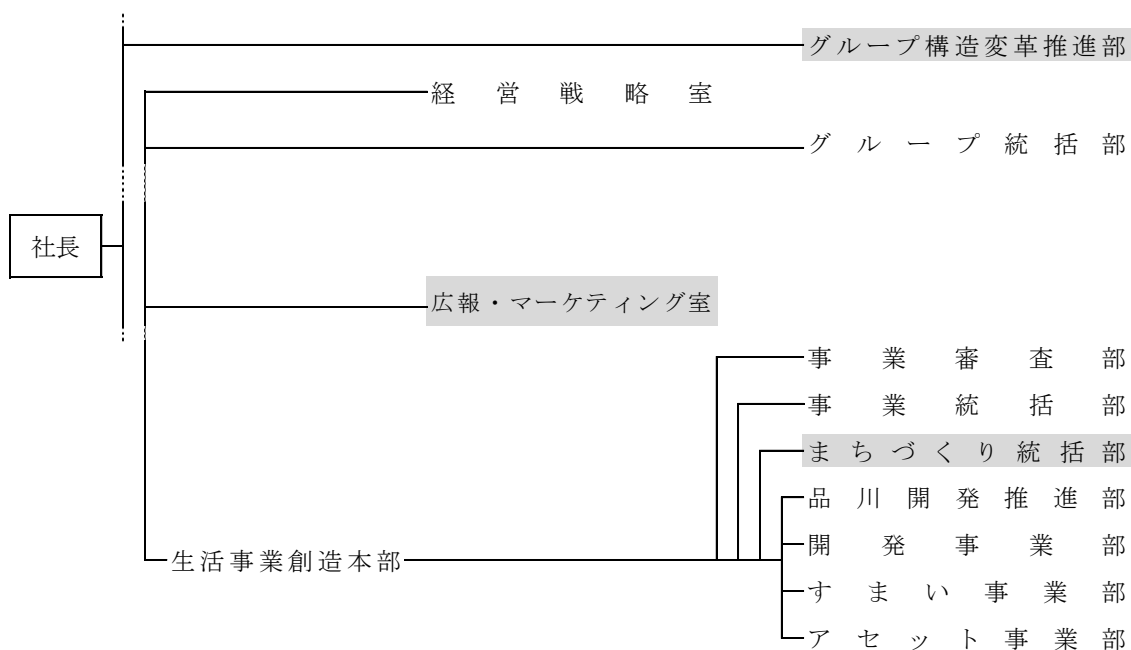 グループ構造変革推進部
経営戦略室
グループ統括部
社長
広報・マーケティング室
事業審査部
事業統括部
まちづくり統括部
品川開発推進部
生活事業創造本部
開発事業部
すまい事業部
アセット事業部